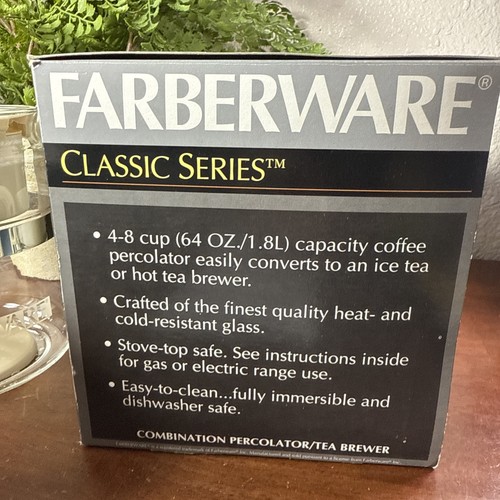 FARBERWARE®
CLASSIC SERIES™
• 4-8 cup (64 OZ./1.8L) capacity coffee
percolator easily converts to an ice tea
or hot tea brewer.
• Crafted of the finest quality heat- and
cold-resistant glass.
• Stove-top safe. See instructions inside
for gas or electric range use.
• Easy-to-clean...fully immersible and
dishwasher safe.
COMBINATION PERCOLATOR/TEA BREWER